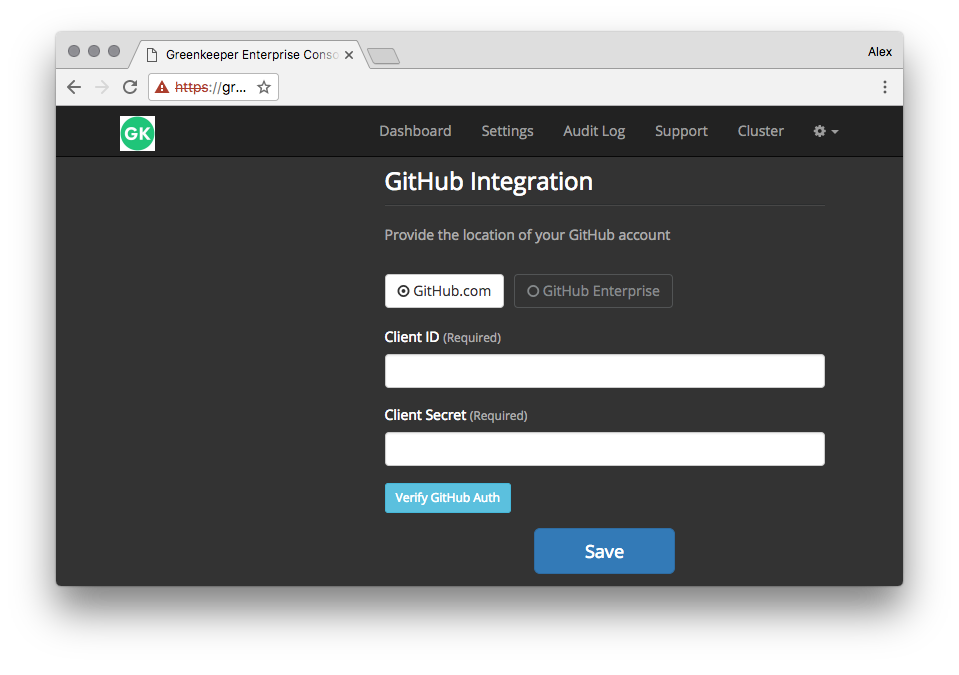 Greenkeeper Enterprise Conso
Alex
https://gr...
GK
Dashboard Settings Audit Log Support Cluster
GitHub Integration
Provide the location of your GitHub account
GitHub.com GitHub Enterprise
Client ID (Required)
Client Secret (Required)
Verify GitHub Auth
Save